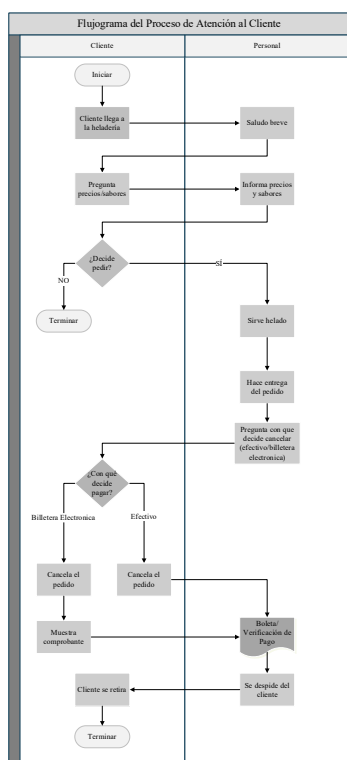 Flujograma del Proceso de Atención al Cliente
Cliente
Personal
Iniciar
Cliente llega a
la heladería
Saludo breve
Pregunta
precios/sabores
Informa precios
y sabores
¿Decide
pedir?
SÍ
NO
Terminar
Sirve helado
Hace entrega
del pedido
Pregunta con que
decide cancelar
(efectivo/billetera
electronica)
¿Con qué
decide
pagar?
Billetera Electronica
Efectivo
Cancela el
pedido
Cancela el
pedido
Muestra
comprobante
Boleta/
Verificación de
Pago
Se despide del
cliente
Cliente se retira
Terminar